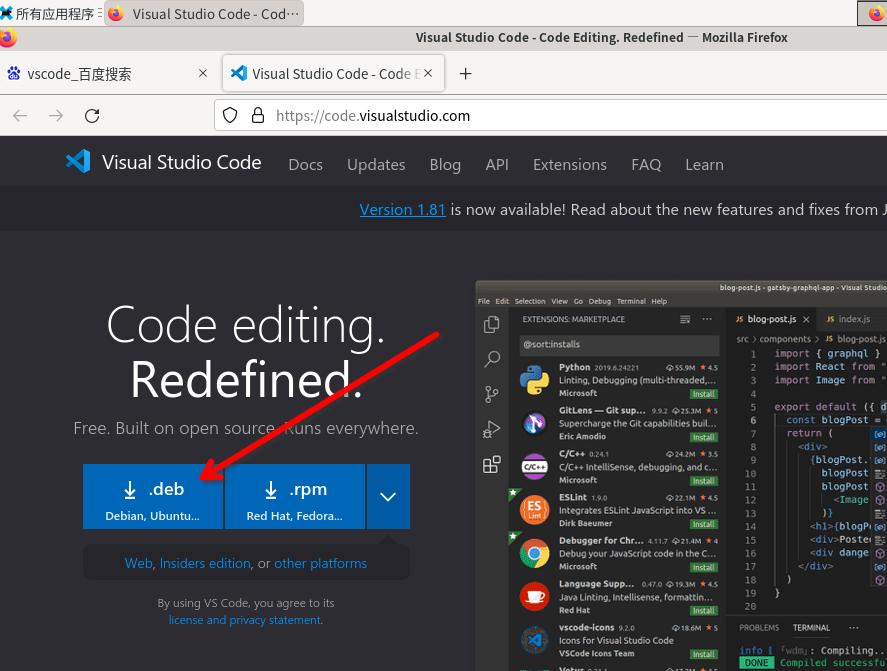 所有应用程序
Visual Studio Code - Cod…
Visual Studio Code - Code Editing. Redefined — Mozilla Firefox
vscode_百度搜索
Visual Studio Code - Code E
https://code.visualstudio.com
Visual Studio Code
Docs
Updates
Blog
API
Extensions
FAQ
Learn
Version 1.81 is now available! Read about the new features and fixes from J
Code editing.
Redefined.
Free. Built on open source. Runs everywhere.
.deb
Debian, Ubuntu...
.rpm
Red Hat, Fedora...
Web, Insiders edition, or other platforms
By using VS Code, you agree to its
license and privacy statement.
blog-post.js - gatsby-graphql-app - Visual Studio
File Edit Selection View Go Debug Terminal Help
EXTENSIONS: MARKETPLACE
@sort:installs
Python 2019.6.24221 55.9M ★ 4.5
Linting, Debugging (multi-threaded,...
Microsoft Install
GitLens — Git sup... 9.9.2 25.3M ★ 5
Supercharge the Git capabilities buil...
Eric Amodio Install
C/C++ 0.24.1 24.2M ★ 3.5
C/C++ IntelliSense, debugging, and c...
Microsoft Install
ESLint 1.9.0 22.1M ★ 4.5
Integrates ESLint JavaScript into VS ...
Dirk Baeumer Install
Debugger for Chr... 4.11.7 21.4M ★ 4
Debug your JavaScript code in the C...
Microsoft Install
Language Supp... 0.47.0 19.3M ★ 4.5
Java Linting, Intellisense, formattin...
Red Hat Install
vscode-icons 9.2.0 18.6M ★ 5
Icons for Visual Studio Code
VSCode Icons Team Install
JS blog-post.js
JS index.js
src > components > JS blog-post.js
1 import { graphql }
2 import React from "
3 import Image from "
4
5 export default ({ d
6 const blogPost =
7 return (
8 <div>
9 {blogPost.
10 blogPost
11 blogPost
12 <Image
13 )}
14 <h1>{blogP
15 <div>Poste
16 <div dange
17 </div>
18 )
19 }
20
PROBLEMS TERMINAL ...
info i ｢wdm｣: Compiling..
DONE Compiled successfu